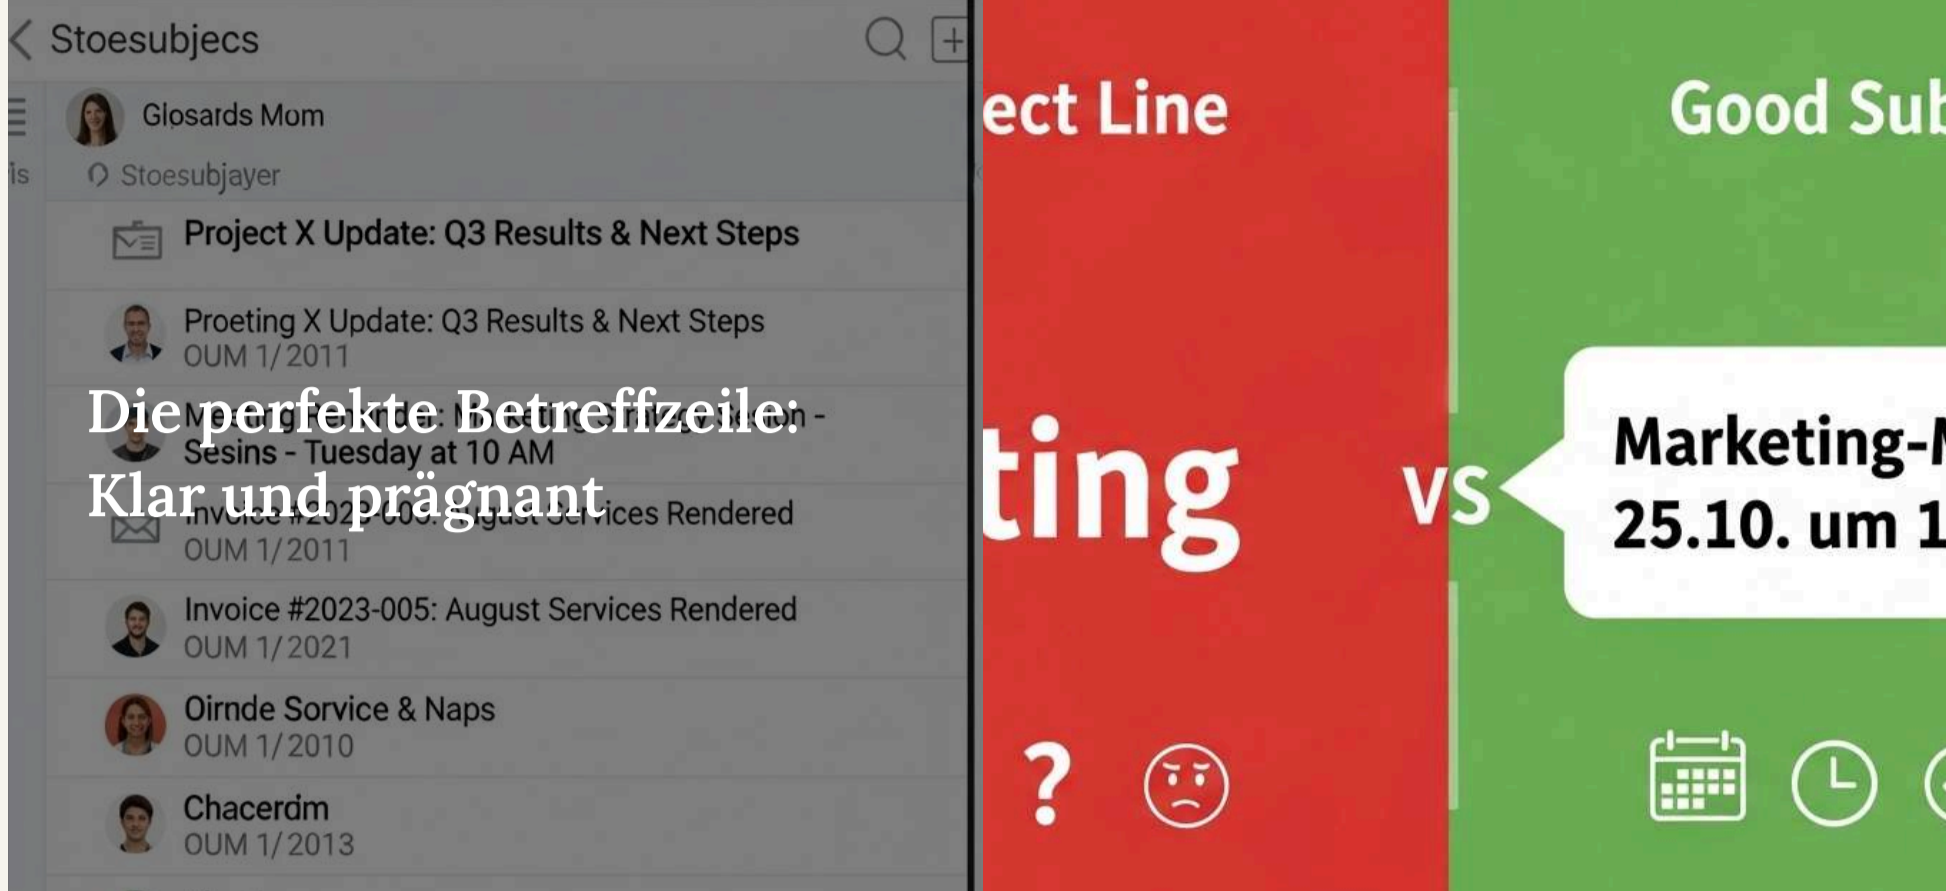 Stoesubjecs
Glosards Mom
is
Stoesubjayer
Project X Update: Q3 Results & Next Steps
Proeting X Update: Q3 Results & Next Steps
OUM 1/2011
Die perfekte Betreffzeile:
Klar und prägnant
Sesins - Tuesday at 10 AM
Services Rendered
OUM 1/2011
Invoice #2023-005: August Services Rendered
OUM 1/2021
Oirnde Sorvice & Naps
OUM 1/2010
Chacerdm
OUM 1/2013
ect Line
ting
?
vs
Good Sub
Marketing-M
25.10. um 1